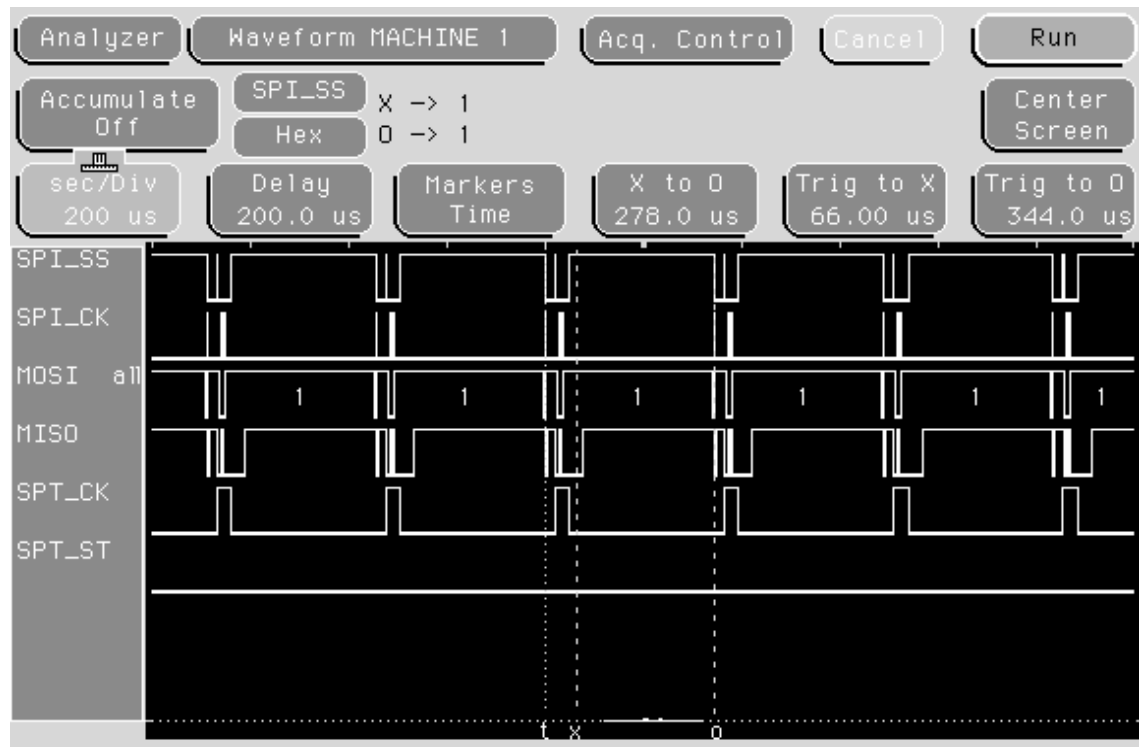 Analyzer Waveform MACHINE 1 Acq. Control Cancel Run
Accumulate
Off
SPI_SS X -> 1
Hex O -> 1
Center
Screen
sec/Div
200 us
Delay
200.0 us
Markers
Time
X to O
278.0 us
Trig to X
66.00 us
Trig to O
344.0 us
SPI_SS
SPI_CK
MOSI all 1 1 1 1 1 1
MISO
SPT_CK
SPT_ST
t x o